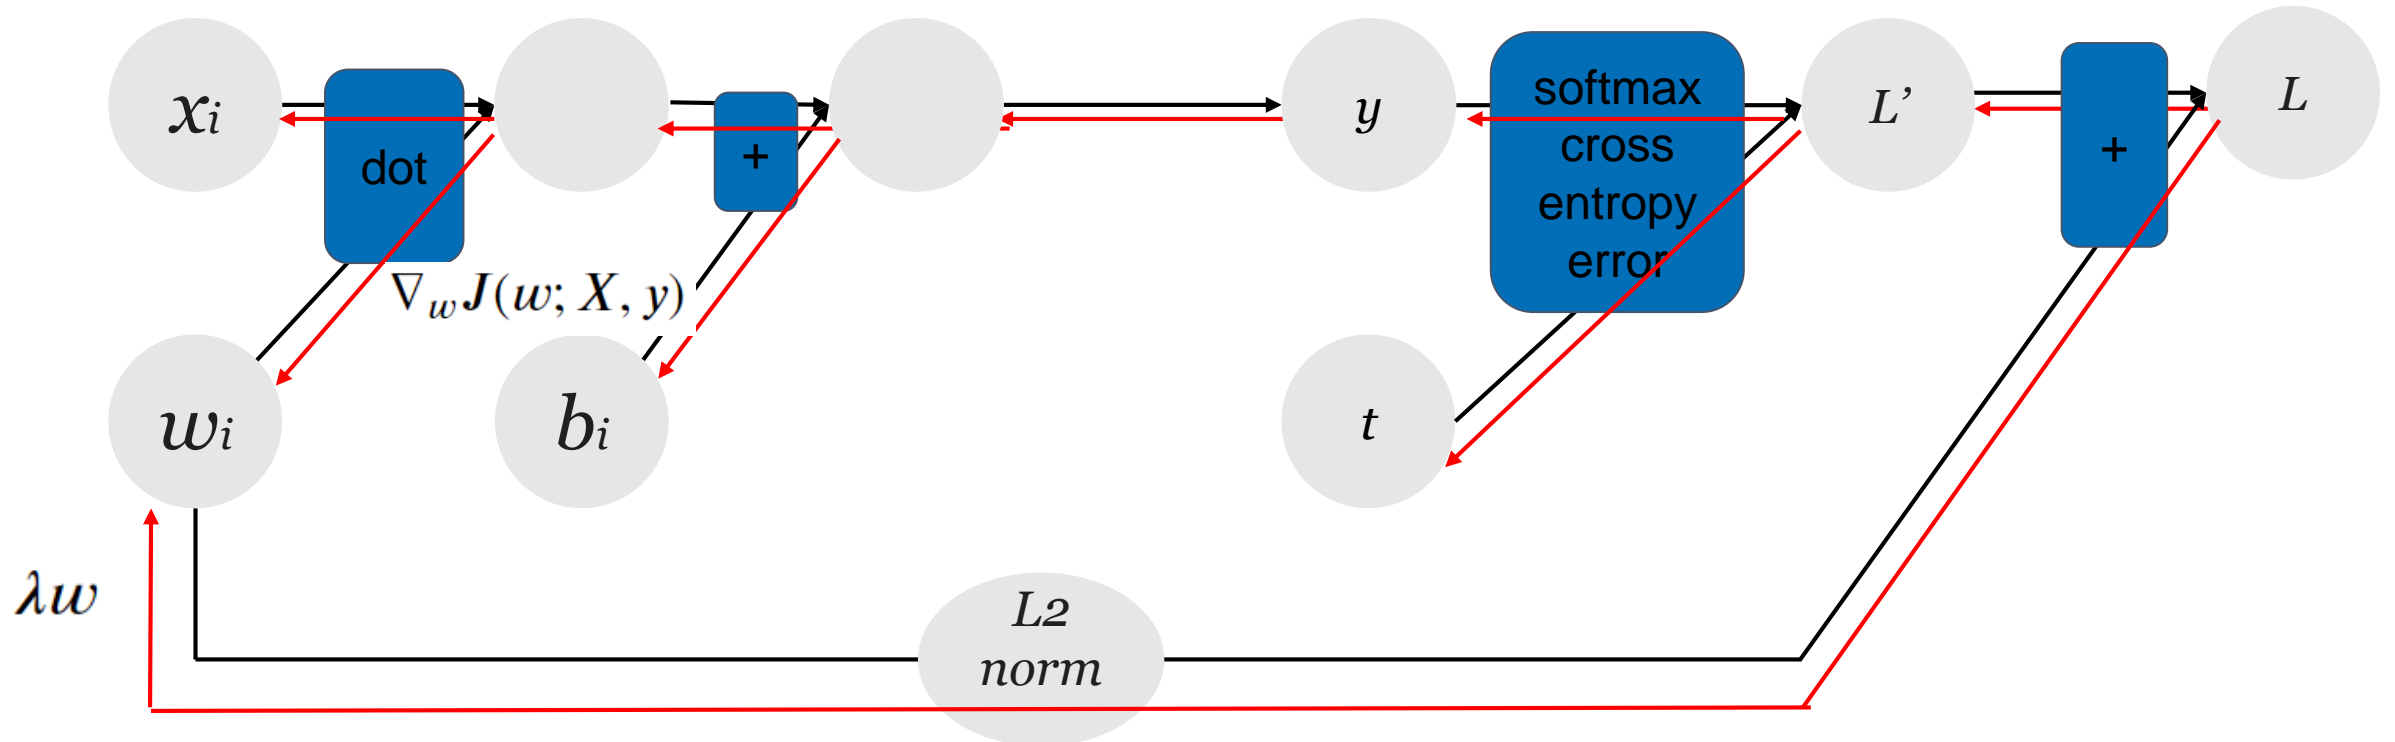 xi
dot
+
y
softmax
cross
entropy
error
L’
+
L
∇wJ(w; X, y)
wi
bi
t
λw
L2
norm